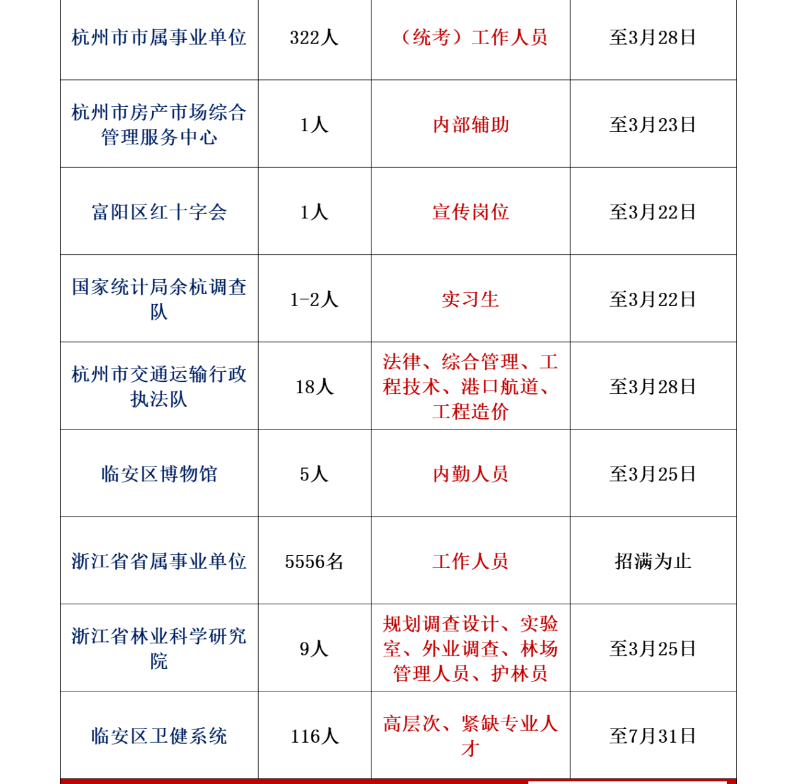 杭州市市属事业单位
322人
（统考）工作人员
至3月28日
杭州市房产市场综合
管理服务中心
1人
内部辅助
至3月23日
富阳区红十字会
1人
宣传岗位
至3月22日
国家统计局余杭调查
队
1-2人
实习生
至3月22日
杭州市交通运输行政
执法队
18人
法律、综合管理、工
程技术、港口航道、
工程造价
至3月28日
临安区博物馆
5人
内勤人员
至3月25日
浙江省省属事业单位
5556名
工作人员
招满为止
浙江省林业科学研究
院
9人
规划调查设计、实验
室、外业调查、林场
管理人员、护林员
至3月25日
临安区卫健系统
116人
高层次、紧缺专业人
才
至7月31日